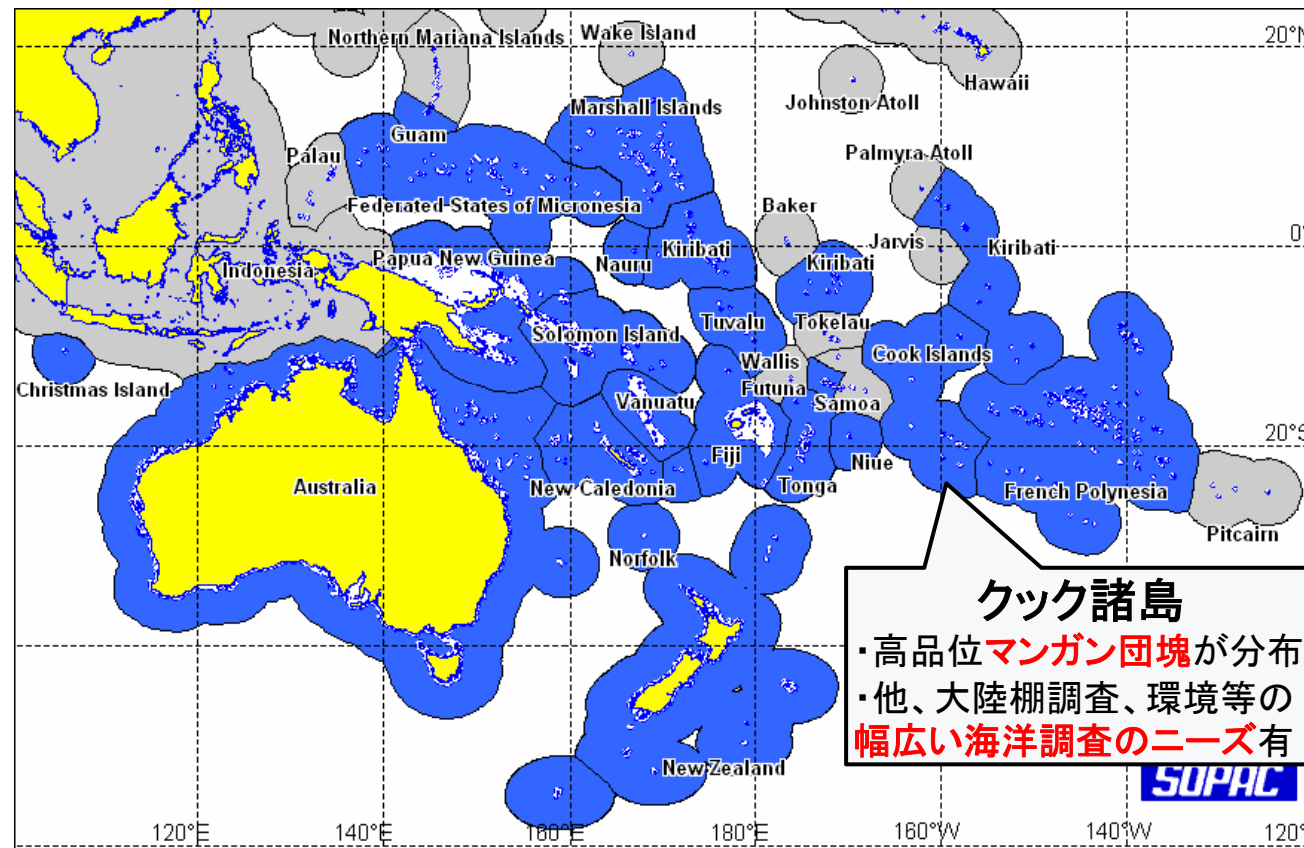 Northern Mariana Islands
Wake Island
20°N
Hawaii
Johnston Atoll
Marshall Islands
Guam
Palau
Palmyra Atoll
Federated States of Micronesia
Baker
Jarvis
0°
Kiribati
Papua New Guinea
Nauru
Kiribati
Kiribati
Indonesia
Tuvalu
Tokelau
Solomon Island
Cook Islands
Wallis
Futuna
Christmas Island
Vanuatu
Samoa
20°S
Fiji
Niue
Australia
New Caledonia
Tonga
French Polynesia
Pitcairn
Norfolk
クック諸島
・高品位マンガン団塊が分布
・他、大陸棚調査、環境等の
幅広い海洋調査のニーズ有
New Zealand
SOPAC
120°E
140°E
160°E
180°E
160°W
140°W
120°